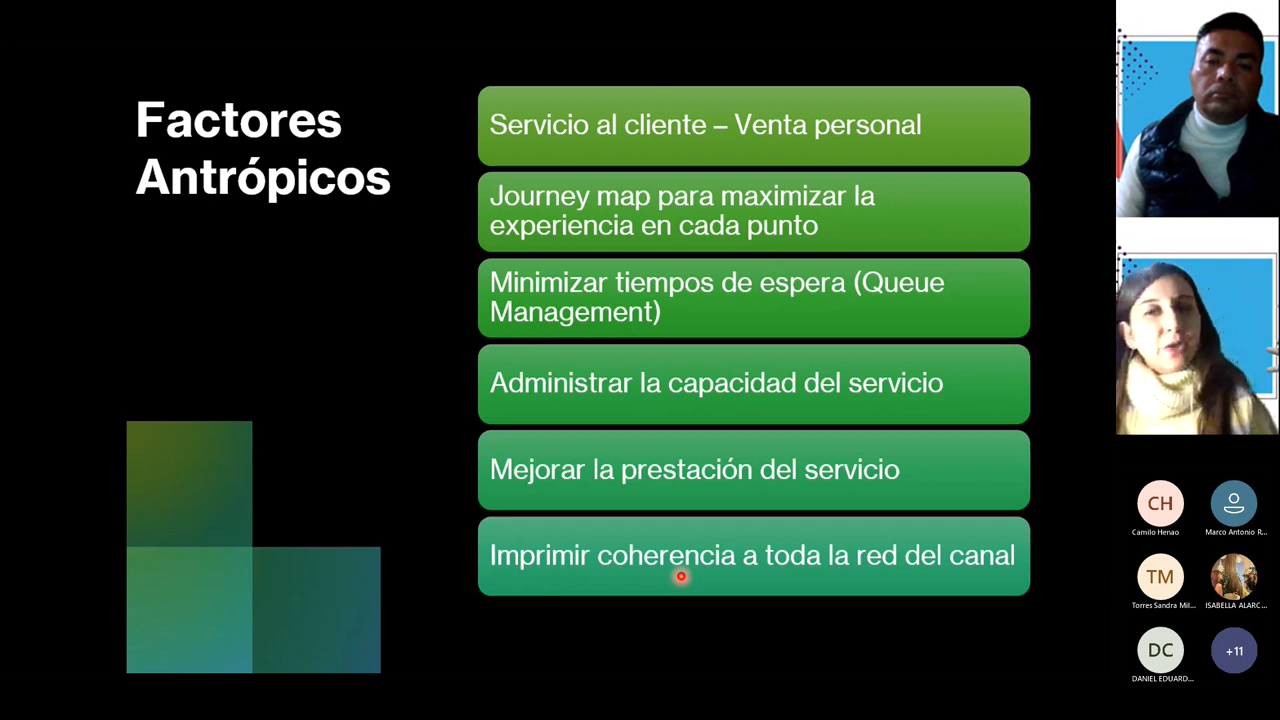 Factores
Antrópicos
Servicio al cliente – Venta personal
Journey map para maximizar la
experiencia en cada punto
Minimizar tiempos de espera (Queue
Management)
Administrar la capacidad del servicio
Mejorar la prestación del servicio
Imprimir coherencia a toda la red del canal
CH
Camilo Henao
Marco Antonio R...
TM
Torres Sandra Mil...
ISABELLA ALARC...
DC
DANIEL EDUARD...
+11